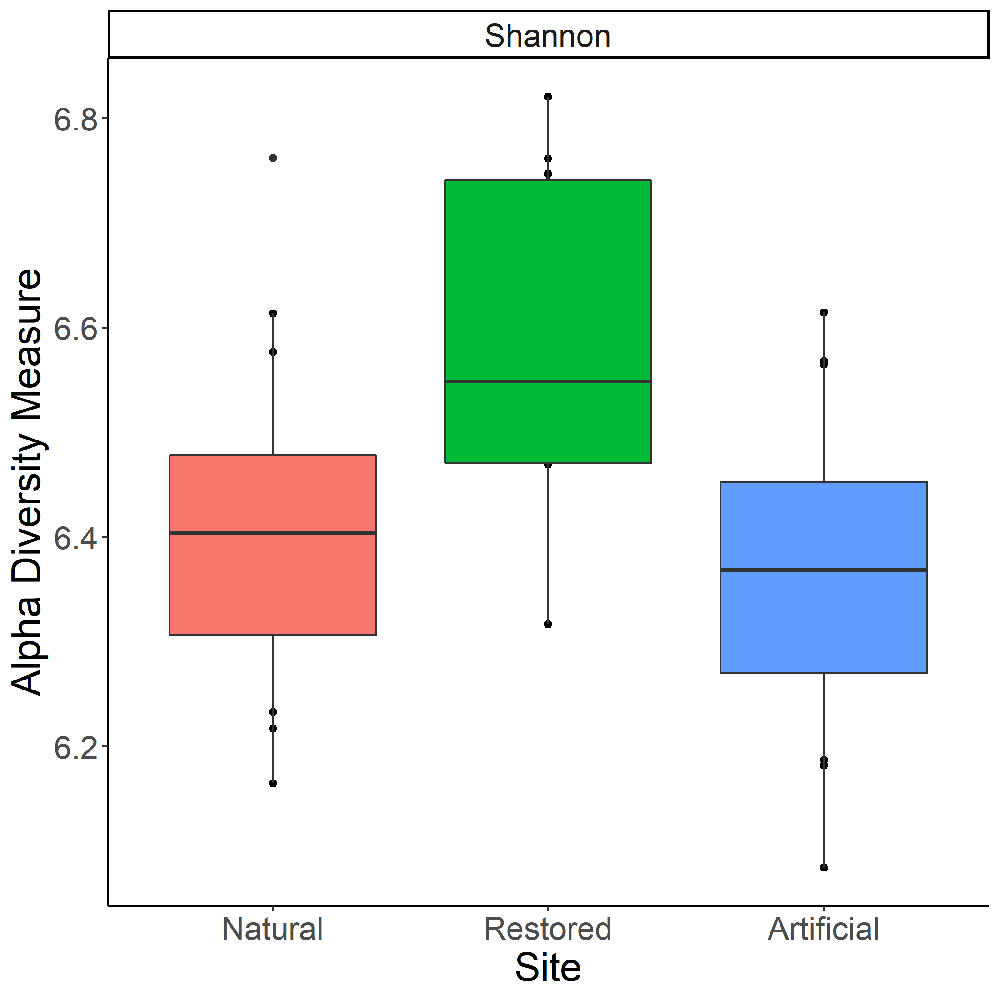 Shannon
Alpha Diversity Measure
6.8
6.6
6.4
6.2
Natural Restored Artificial
Site